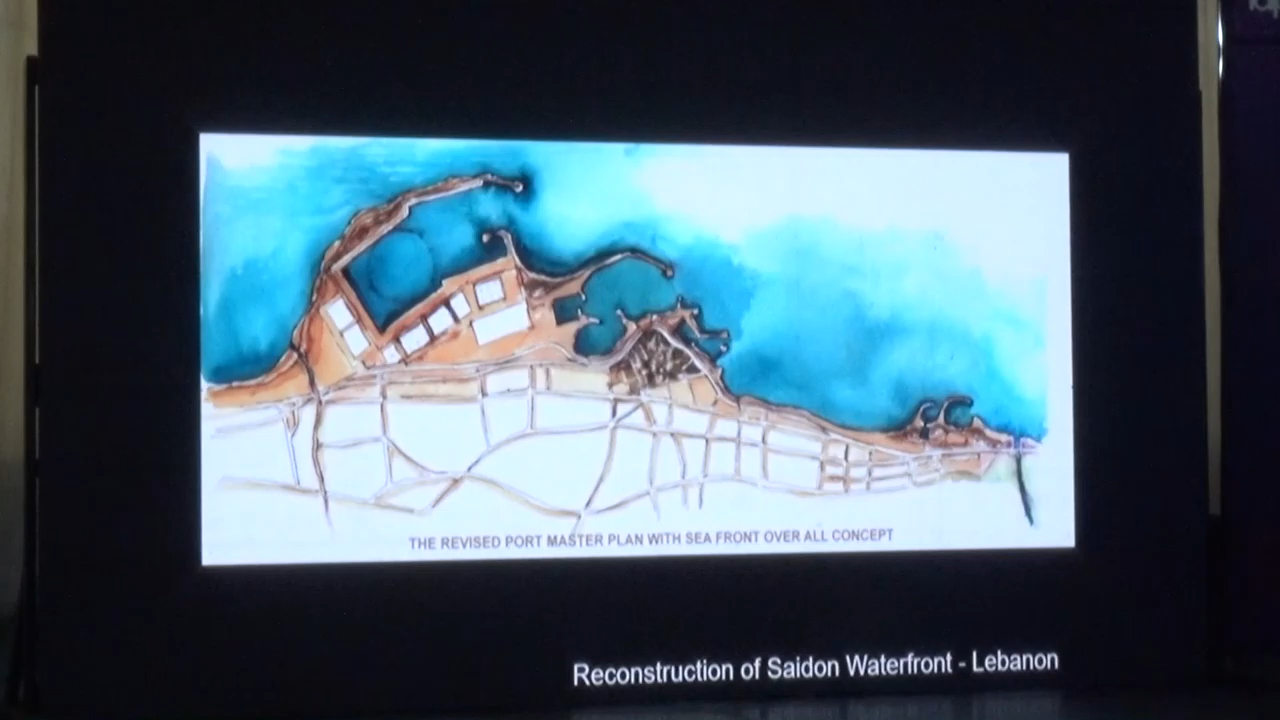 THE REVISED PORT MASTER PLAN WITH SEA FRONT OVER ALL CONCEPT
Reconstruction of Saidon Waterfront - Lebanon